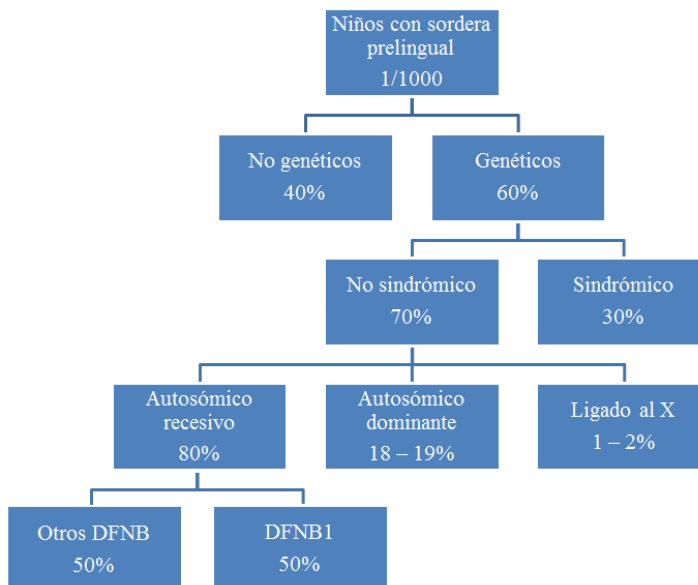 Niños con sordera
prelingual
1/1000
No genéticos
40%
Genéticos
60%
No sindrómico
70%
Sindrómico
30%
Autosómico
recesivo
80%
Autosómico
dominante
18 – 19%
Ligado al X
1 – 2%
Otros DFNB
50%
DFNB1
50%